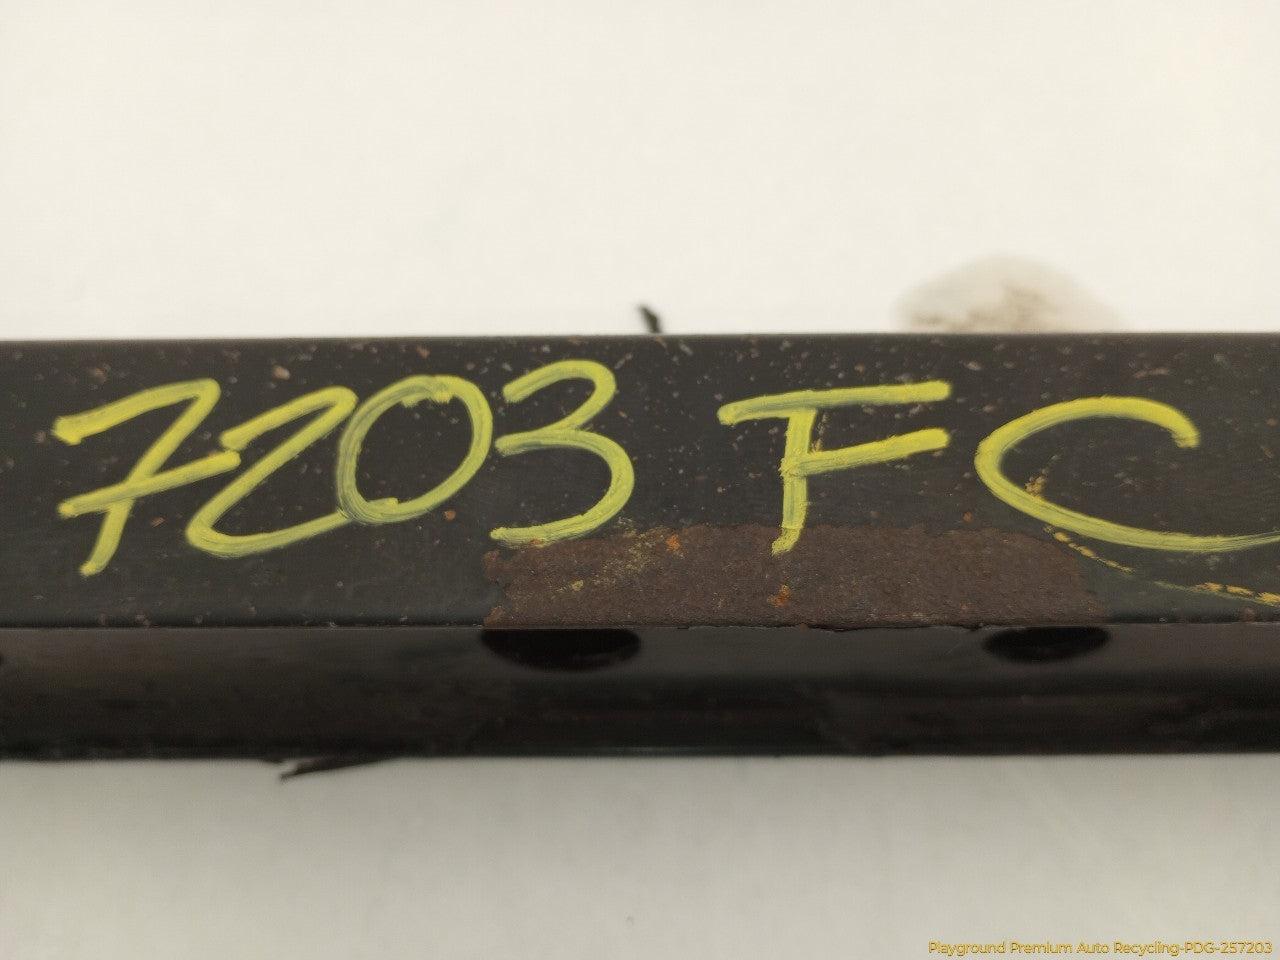 7203 FC
Playground Premium Auto Recycling-PDG-257203